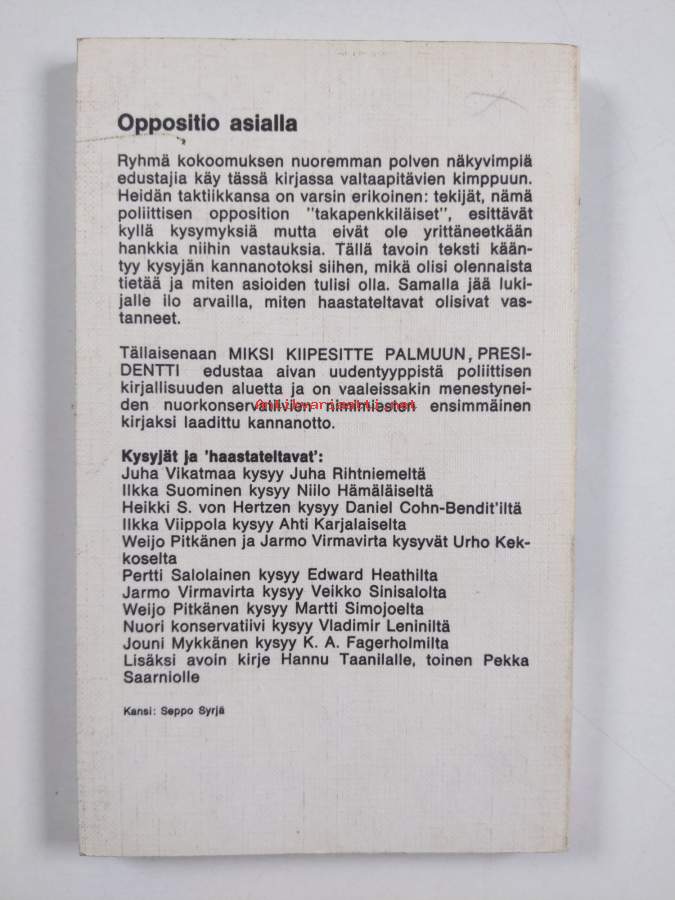 Oppositio asialla
Ryhmä kokoomuksen nuoremman polven näkyvimpiä
edustajia käy tässä kirjassa valtaapitävien kimppuun.
Heidän taktiikkansa on varsin erikoinen: tekijät, nämä
poliittisen opposition "takapenkkiläiset", esittävät
kyllä kysymyksiä mutta eivät ole yrittäneetkään
hankkia niihin vastauksia. Tällä tavoin teksti kään-
tyy kysyjän kannanotoksi siihen, mikä olisi olennaista
tietää ja miten asioiden tulisi olla. Samalla jää luki-
jalle ilo arvailla, miten haastateltavat olisivat vas-
tanneet.
Tällaisenaan MIKSI KIIPESITTE PALMUUN, PRESI-
DENTTI edustaa aivan uudentyyppistä poliittisen
kirjallisuuden aluetta ja on vaaleissakin menestynei-
den nuorkonservatiivien nimimiesten ensimmäinen
Antikvariaatti.net
kirjaksi laadittu kannanotto.
Kysyjät ja 'haastateltavat':
Juha Vikatmaa kysyy Juha Rihtniemeltä
Ilkka Suominen kysyy Niilo Hämäläiseltä
Heikki S. von Hertzen kysyy Daniel Cohn-Bendit'iltä
Ilkka Viippola kysyy Ahti Karjalaiselta
Weijo Pitkänen ja Jarmo Virmavirta kysyvät Urho Kek-
koselta
Pertti Salolainen kysyy Edward Heathilta
Jarmo Virmavirta kysyy Veikko Sinisalolta
Weijo Pitkänen kysyy Martti Simojoelta
Nuori konservatiivi kysyy Vladimir Leniniltä
Jouni Mykkänen kysyy K. A. Fagerholmilta
Lisäksi avoin kirje Hannu Taanilalle, toinen Pekka
Saarniolle
Kansi: Seppo Syrjä